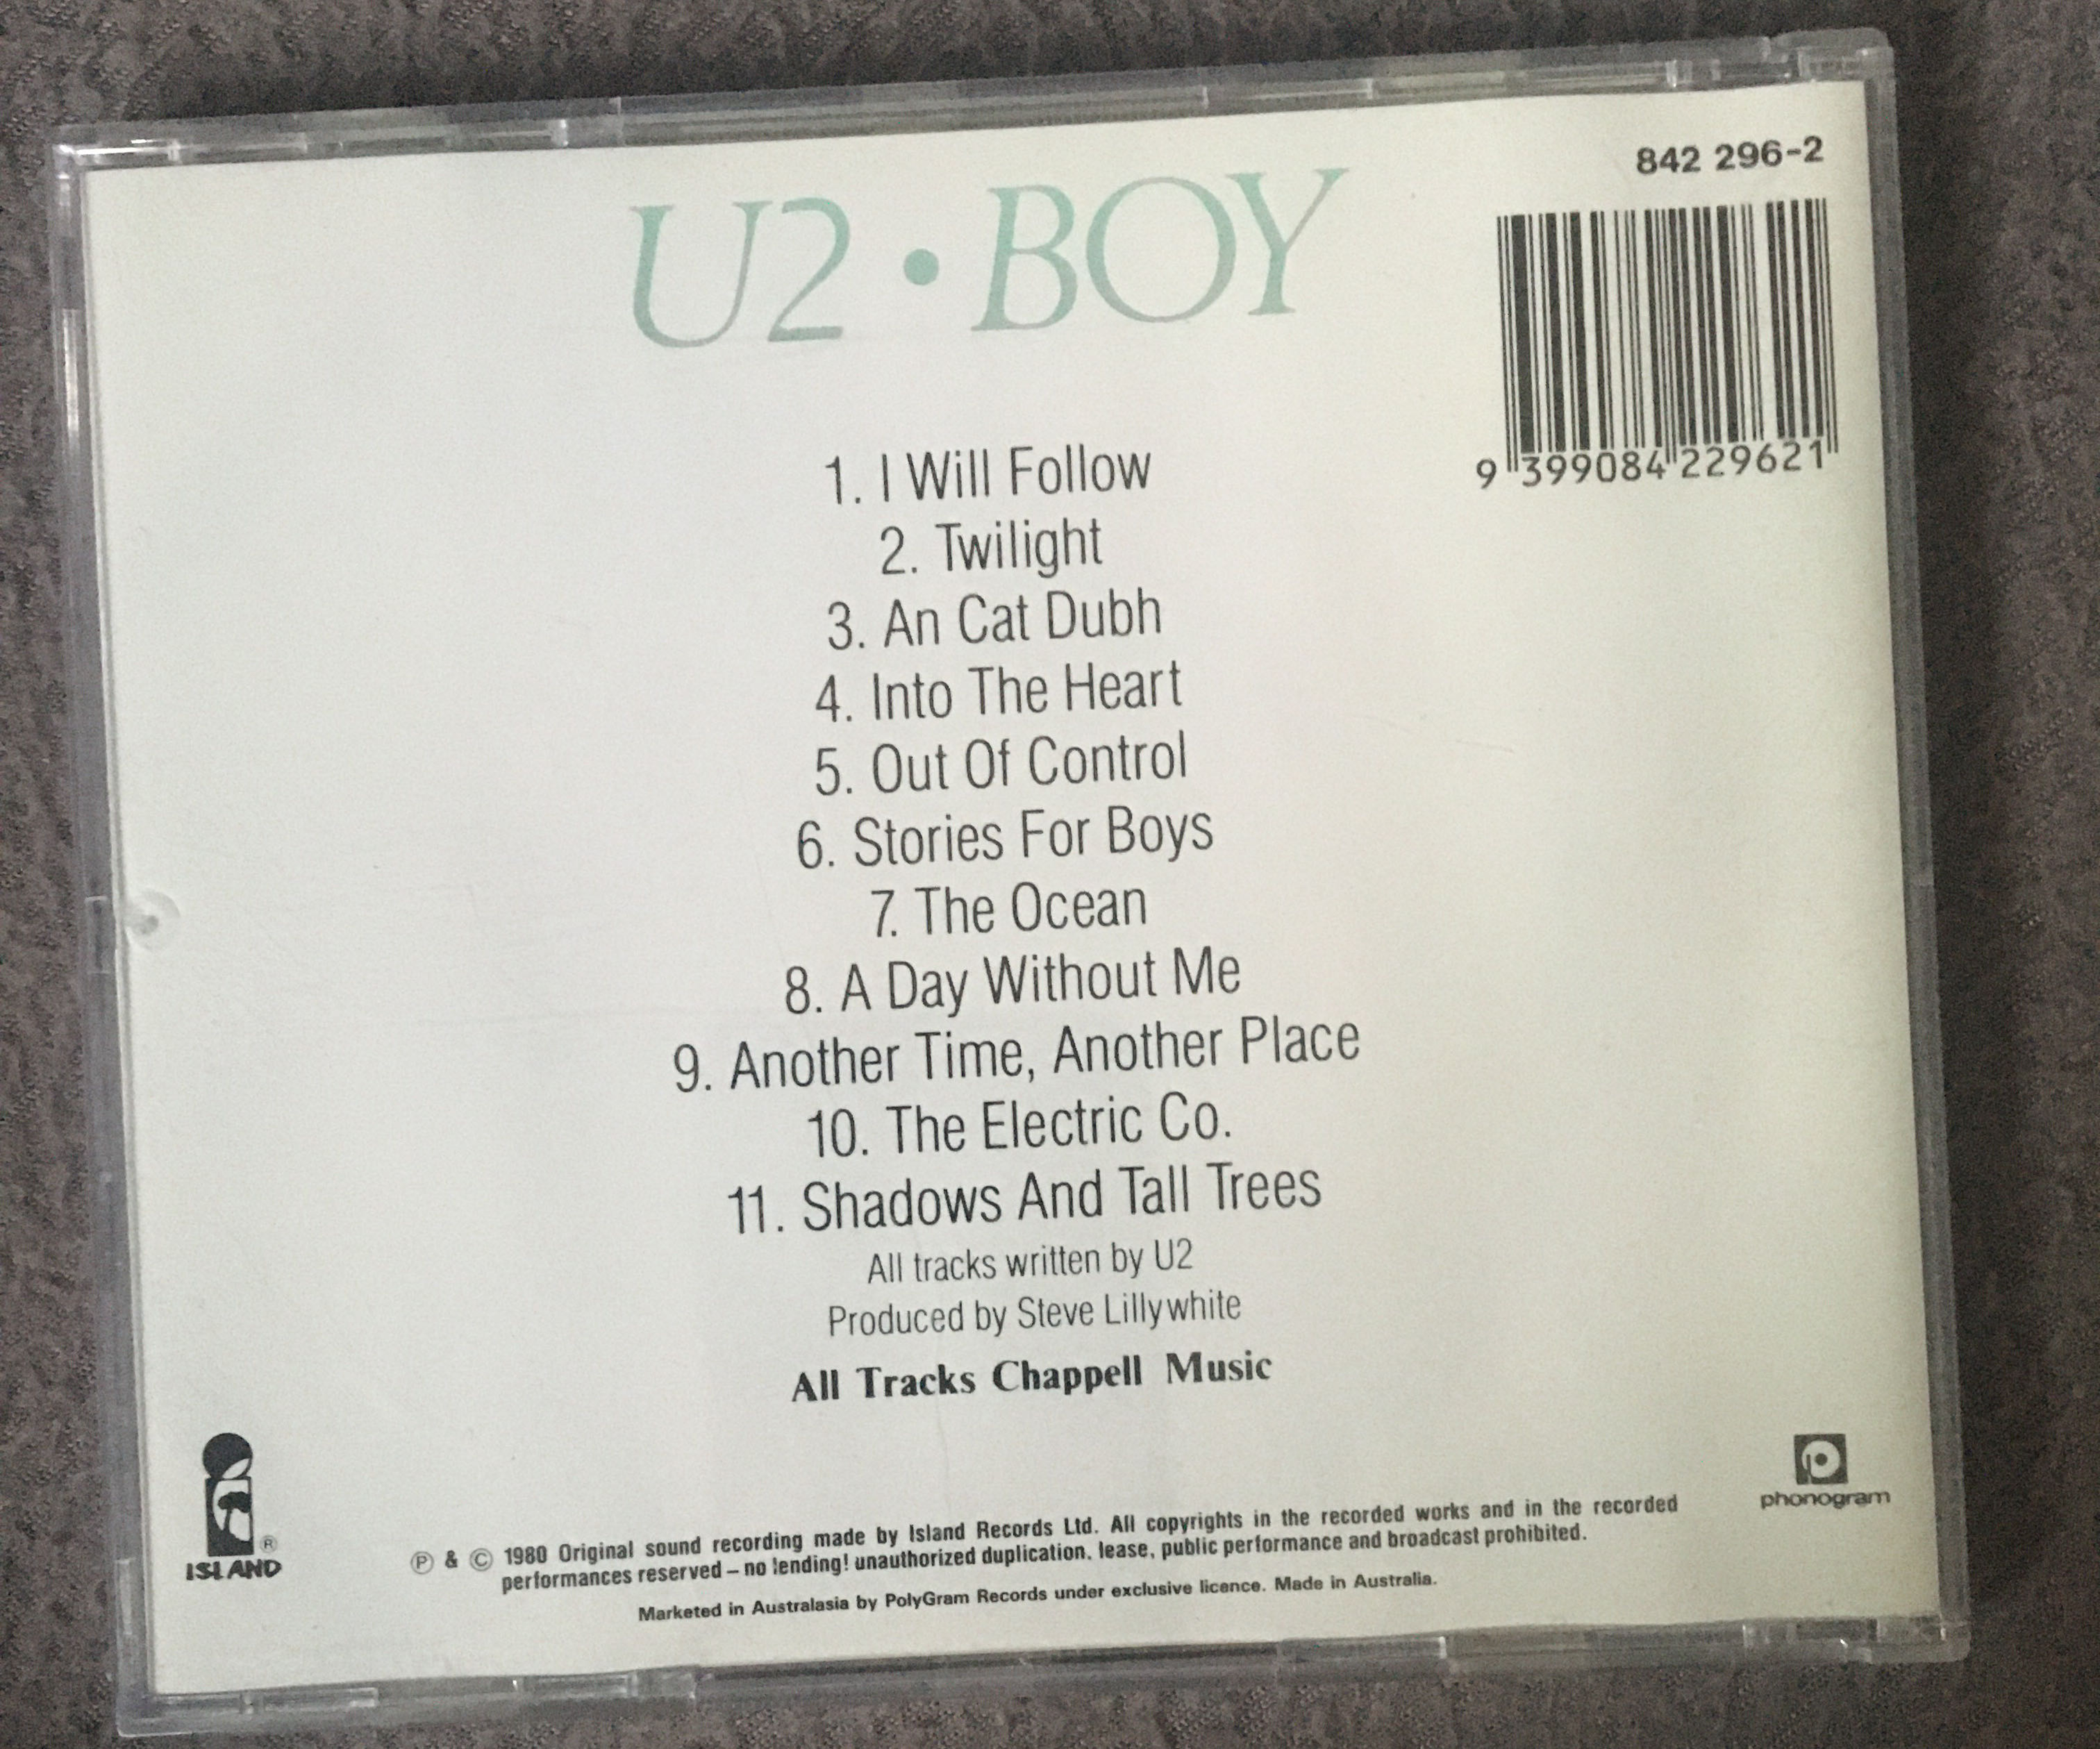 842 296-2
U2 • BOY
9 399084 229621
1. I Will Follow
2. Twilight
3. An Cat Dubh
4. Into The Heart
5. Out Of Control
6. Stories For Boys
7. The Ocean
8. A Day Without Me
9. Another Time, Another Place
10. The Electric Co.
11. Shadows And Tall Trees
All tracks written by U2
Produced by Steve Lillywhite
All Tracks Chappell Music
ISLAND ®
phonogram
Ⓟ & © 1980 Original sound recording made by Island Records Ltd. All copyrights in the recorded works and in the recorded
performances reserved – no lending! unauthorized duplication, lease, public performance and broadcast prohibited.
Marketed in Australasia by PolyGram Records under exclusive licence. Made in Australia.